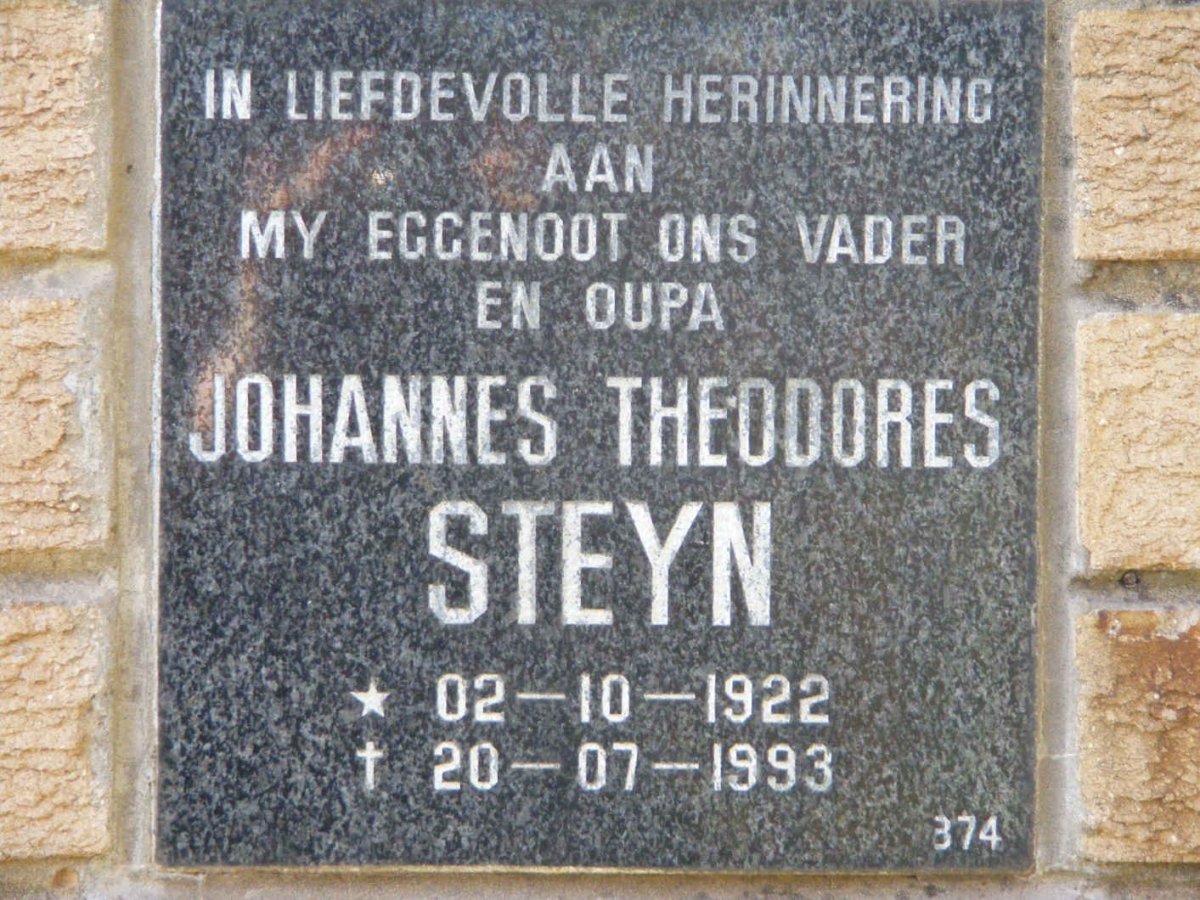 IN LIEFDEVOLLE HERINNERING
AAN
MY EGGENOOT ONS VADER
EN OUPA
JOHANNES THEODORES
STEYN
★ 02-10-1922
† 20-07-1993
374